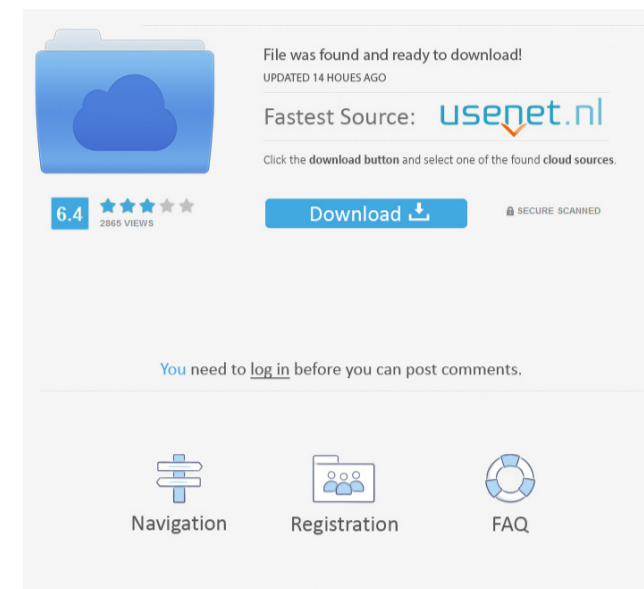 File was found and ready to download!
UPDATED 14 HOUES AGO
Fastest Source: usenet.nl
Click the download button and select one of the found cloud sources.
6.4
2865 VIEWS
Download
SECURE SCANNED
You need to log in before you can post comments.
Navigation
Registration
FAQ